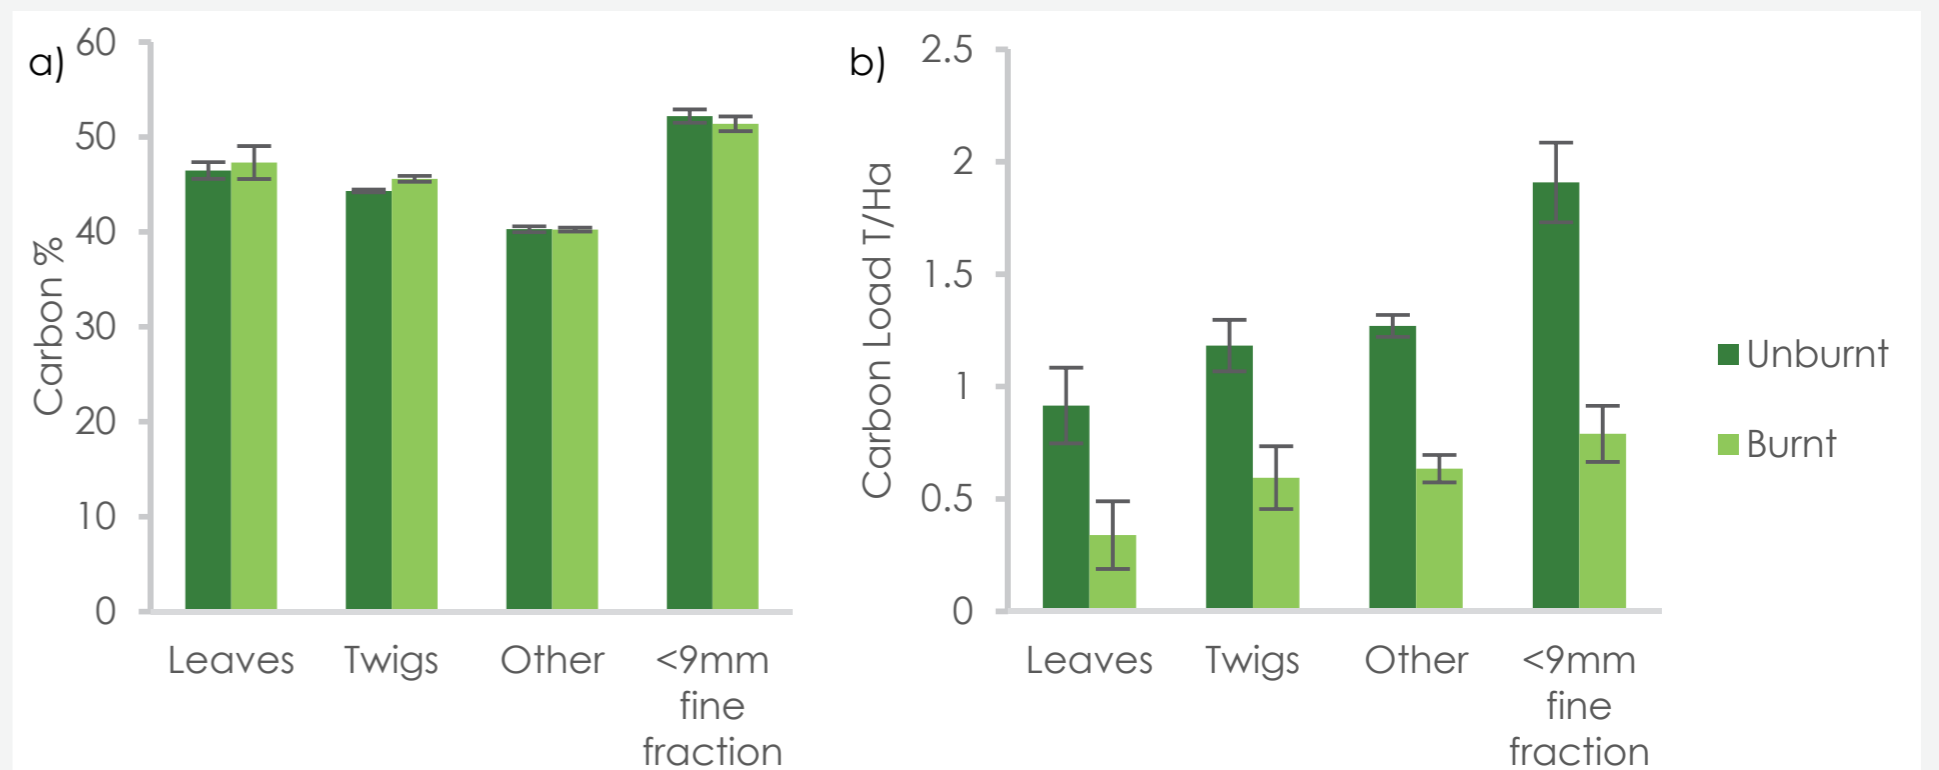 a)
Carbon %
60
50
40
30
20
10
0
Leaves
Twigs
Other
<9mm
fine
fraction
b)
Carbon Load T/Ha
2.5
2
1.5
1
0.5
0
Leaves
Twigs
Other
<9mm
fine
fraction
Unburnt
Burnt